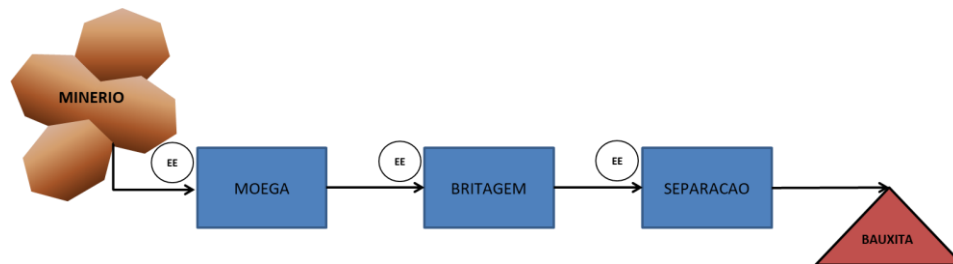 MINERIO
EE
EE
EE
MOEGA
BRITAGEM
SEPARACAO
BAUXITA